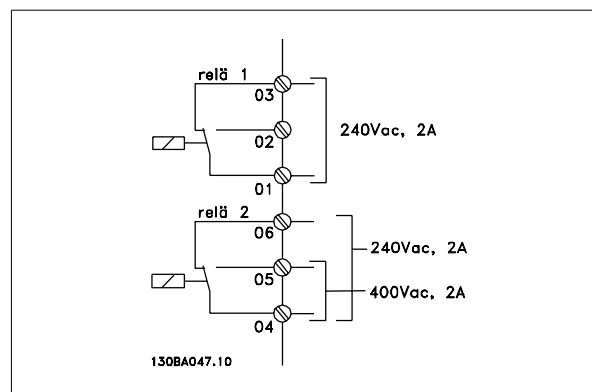 relä 1
03
02
240Vac, 2A
01
relä 2
06
240Vac, 2A
05
400Vac, 2A
04
130BA047.10